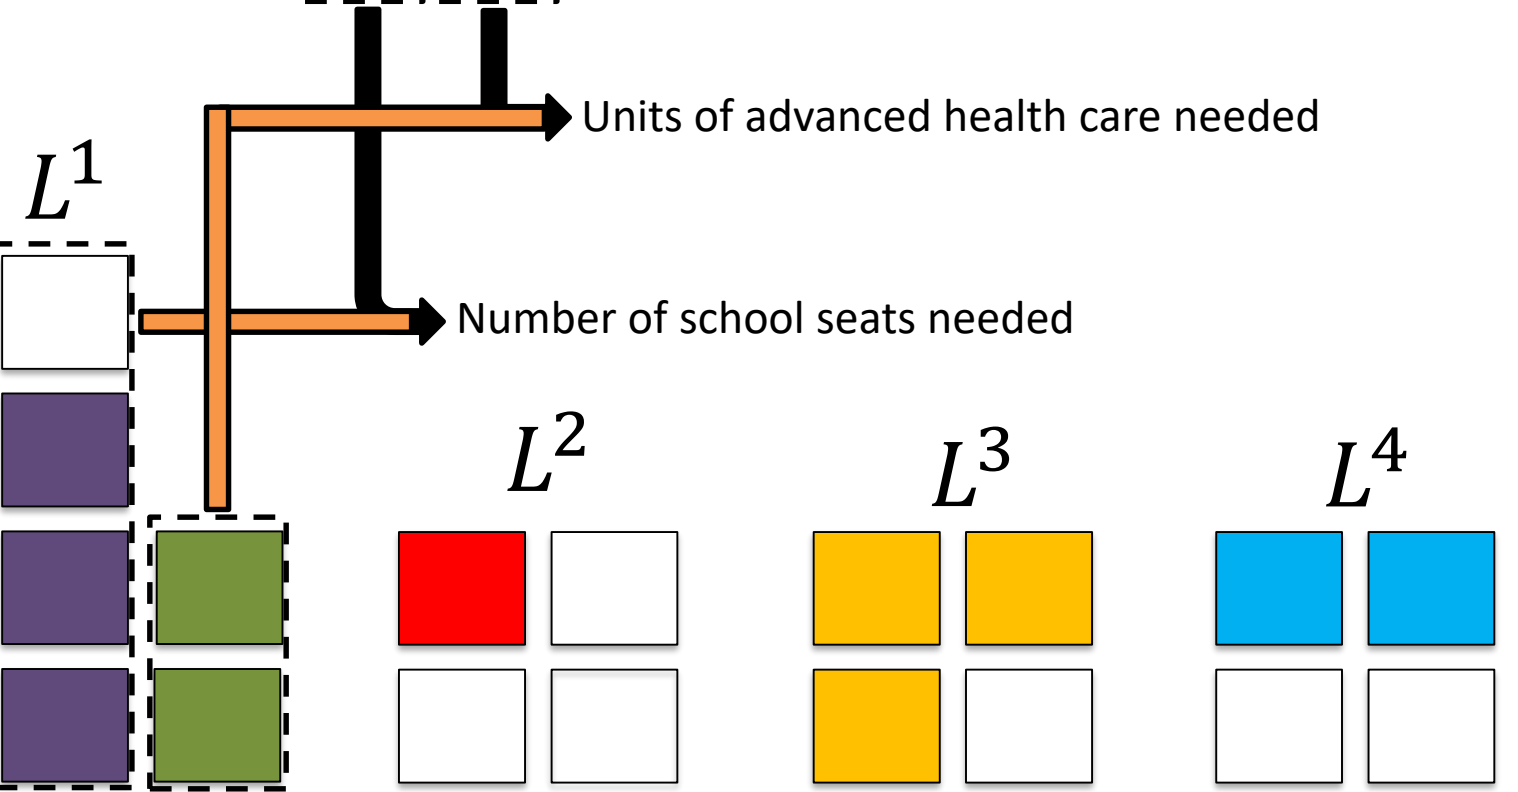 Units of advanced health care needed
L¹
Number of school seats needed
L²
L³
L⁴